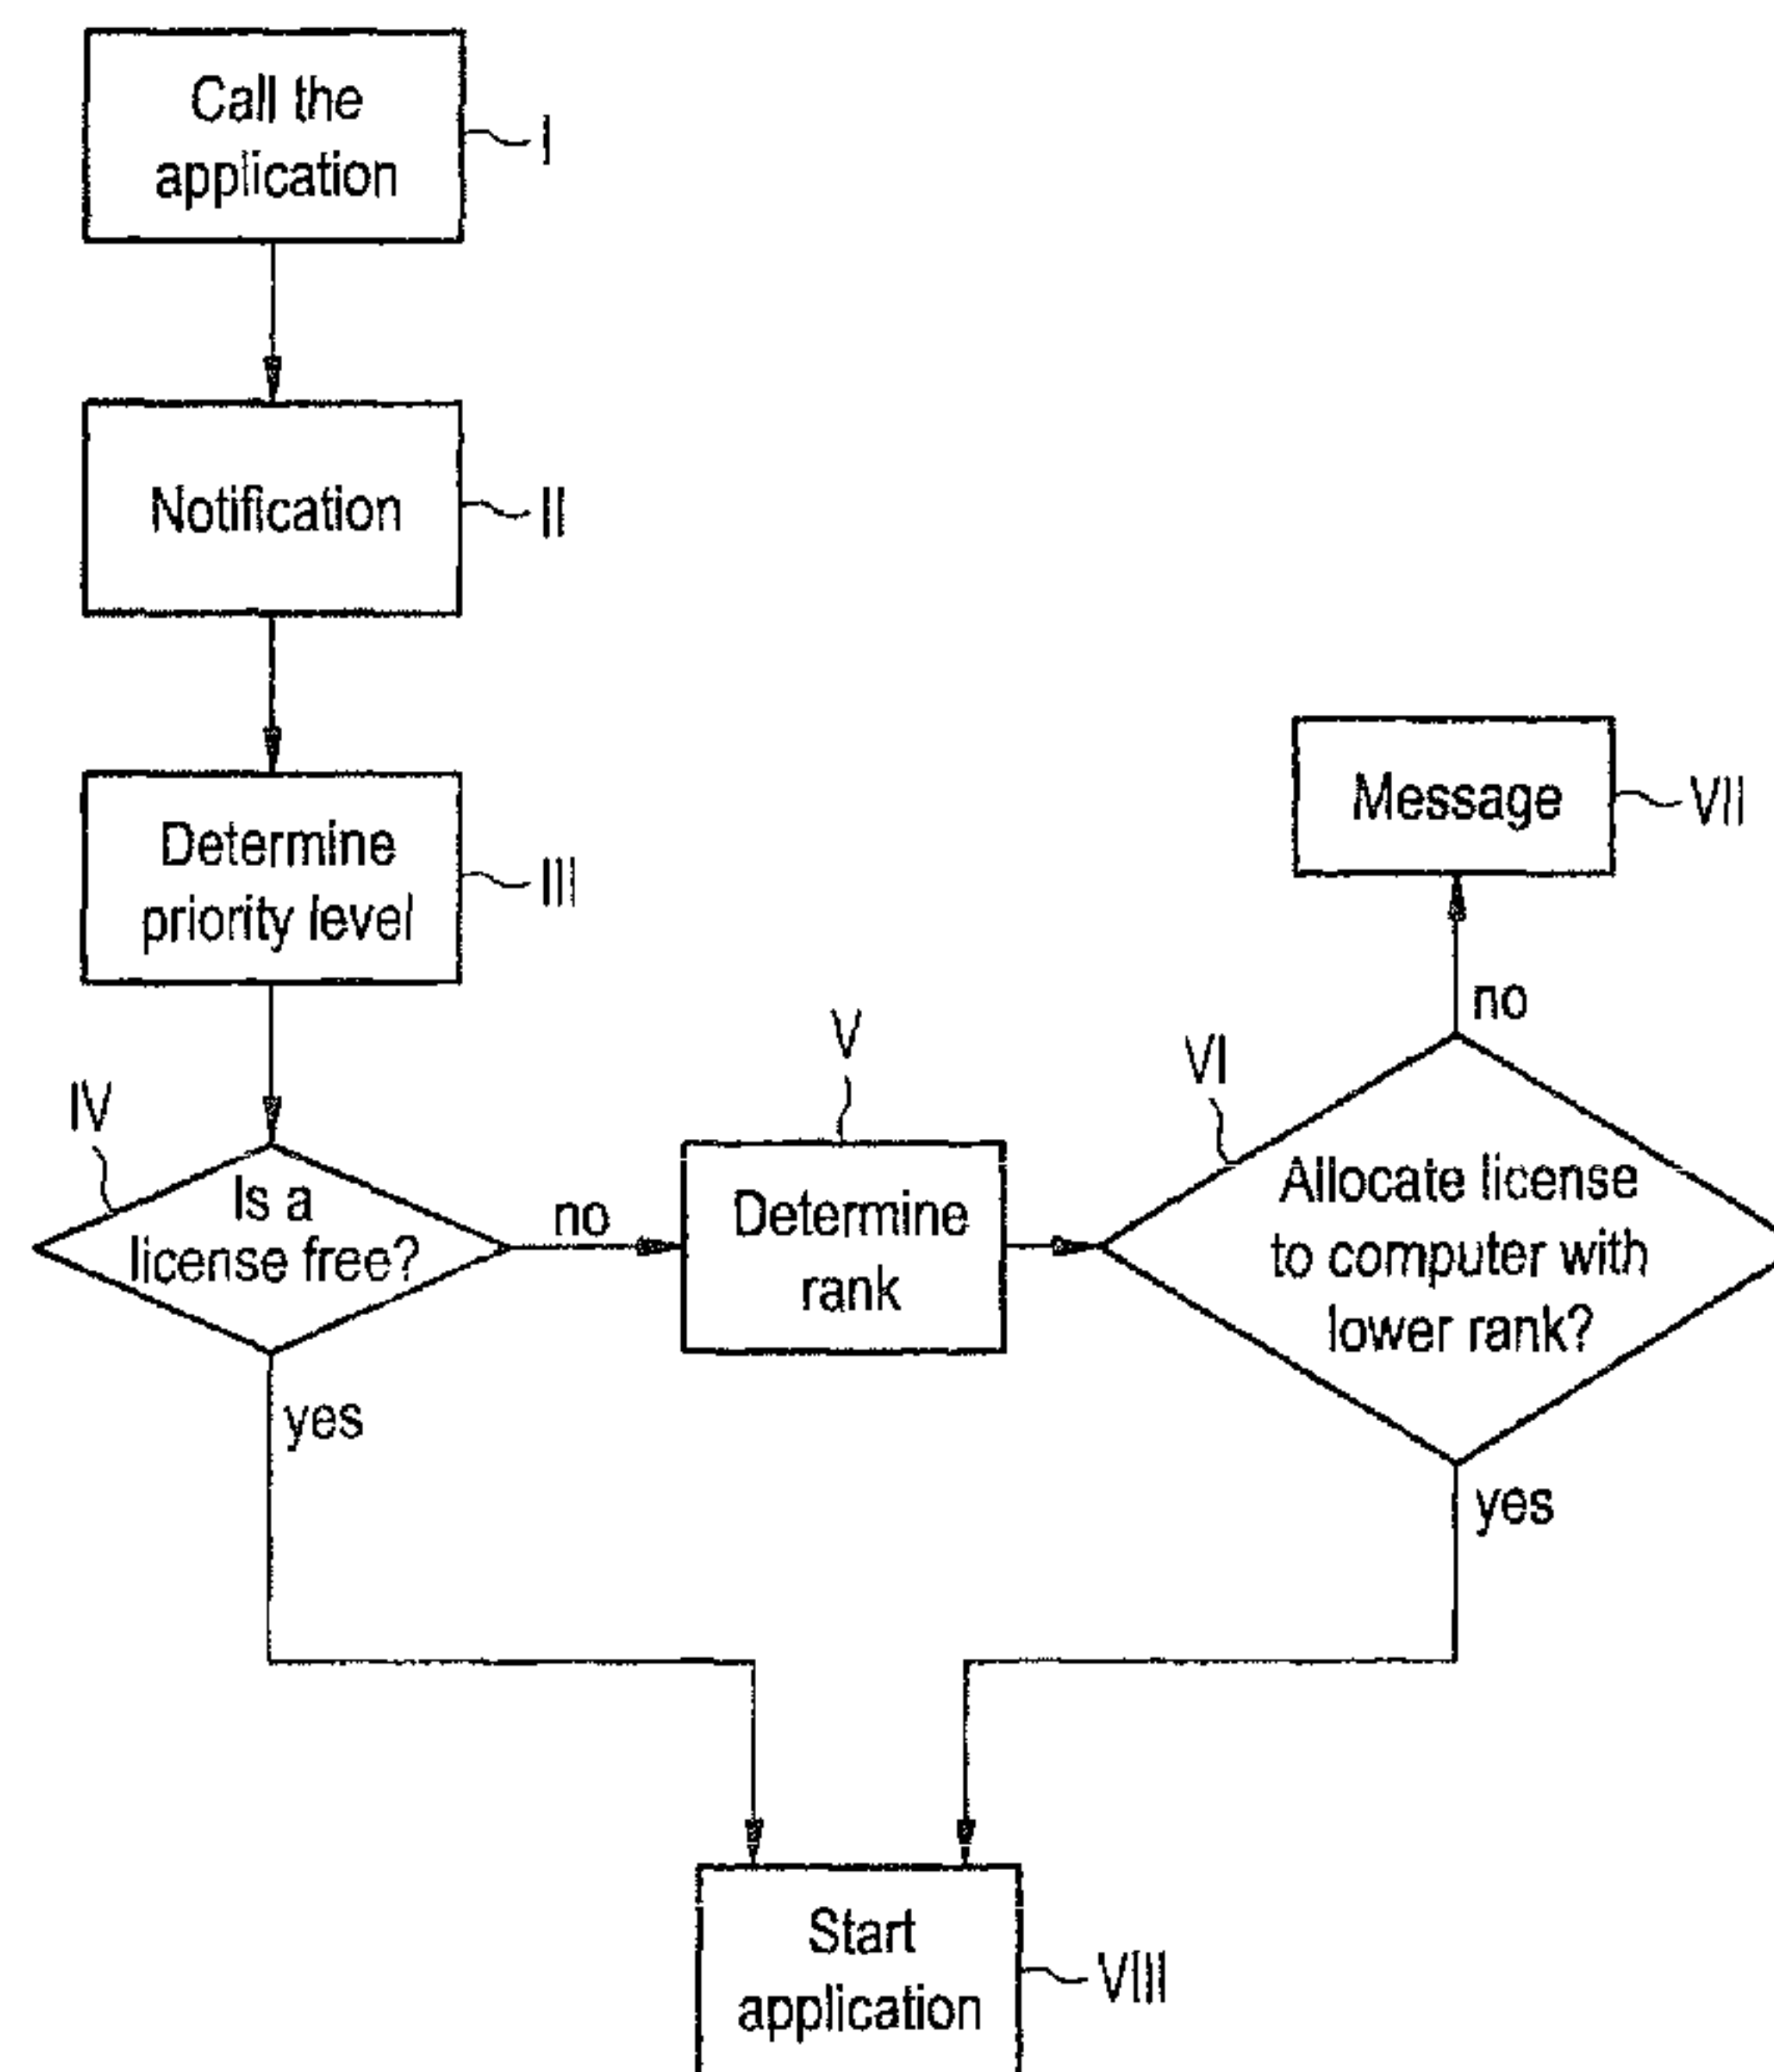 Call the
application
I
Notification
II
Determine
priority level
III
IV
Is a
license free?
no
yes
V
Determine
rank
VI
Allocate license
to computer with
lower rank?
no
yes
Message
VII
Start
application
VIII